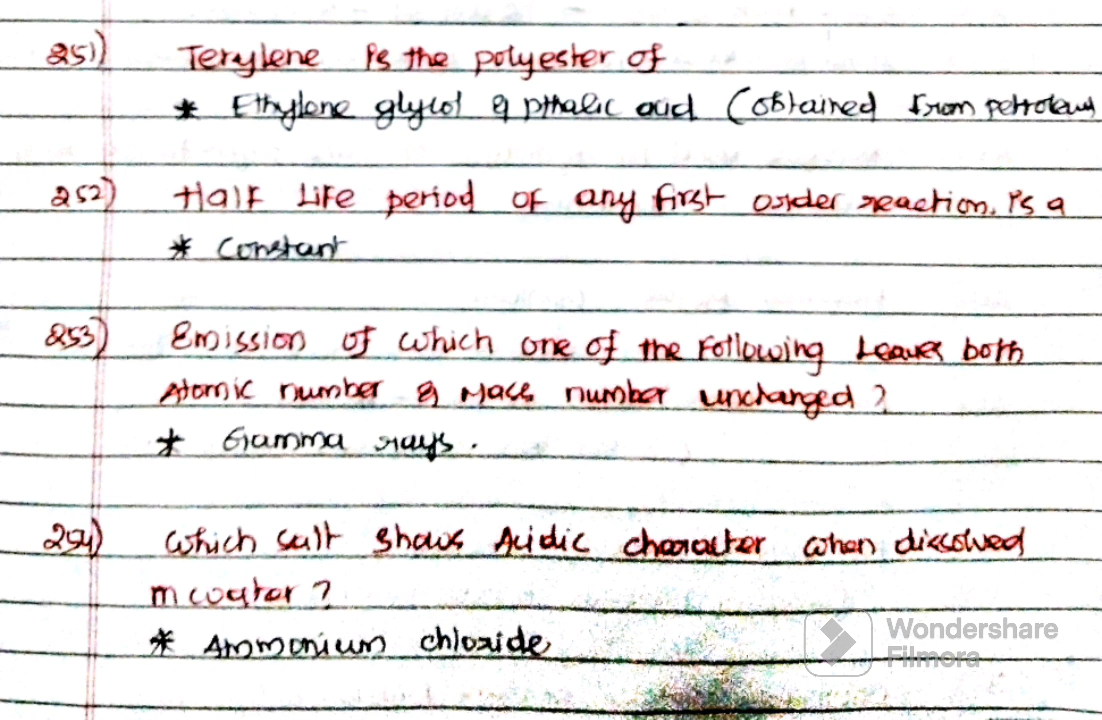 251) Terylene is the polyester of
* Ethylene glycol & pthalic acid (obtained from petroleum
252) Half Life period of any first order reaction. is a
* Constant
253) Emission of which one of the following Leaves both
Atomic number & Mass number unchanged ?
* Gamma rays.
254) Which salt shows Acidic character when dissolved
in water ?
* Ammonium chloride
Wondershare
Filmora